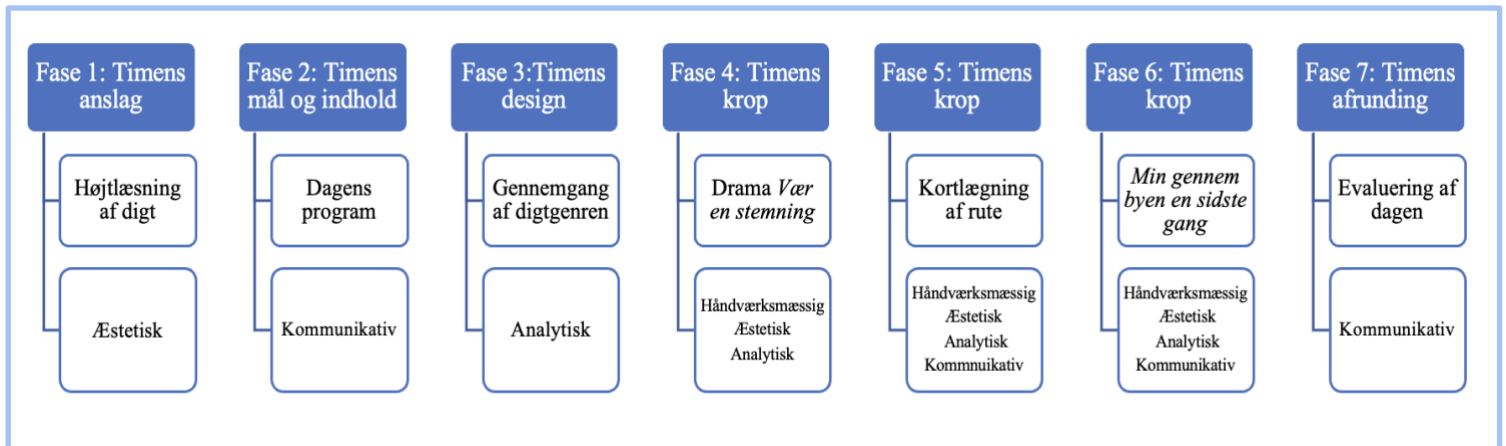 Fase 1: Timens
anslag
Højtlæsning
af digt
Æstetisk
Fase 2: Timens
mål og indhold
Dagens
program
Kommunikativ
Fase 3:Timens
design
Gennemgang
af digtgenren
Analytisk
Fase 4: Timens
krop
Drama Vær
en stemning
Håndværksmæssig
Æstetisk
Analytisk
Fase 5: Timens
krop
Kortlægning
af rute
Håndværksmæssig
Æstetisk
Analytisk
Kommnuikativ
Fase 6: Timens
krop
Min gennem
byen en sidste
gang
Håndværksmæssig
Æstetisk
Analytisk
Kommunikativ
Fase 7: Timens
afrunding
Evaluering af
dagen
Kommunikativ